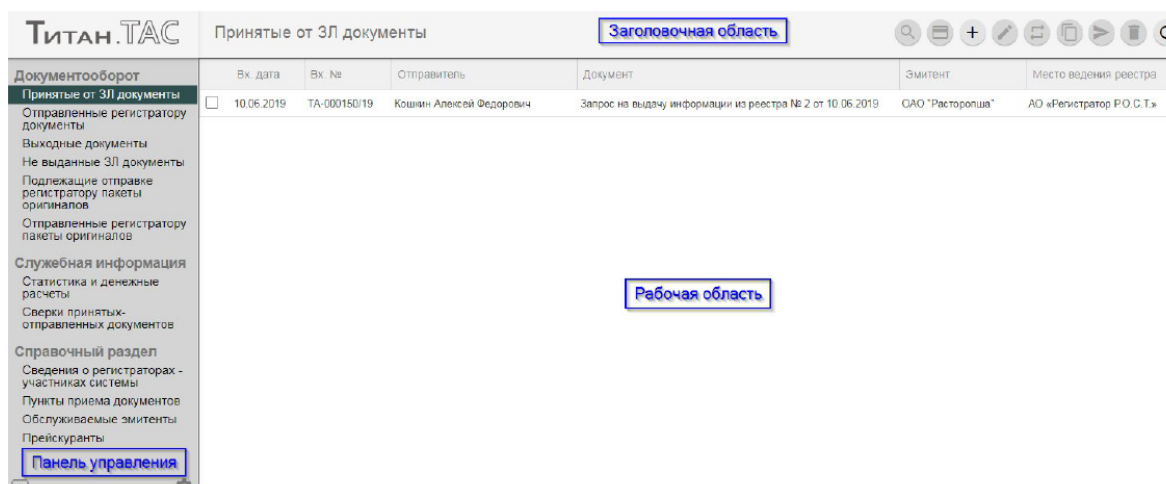 Титан.ТАС
Принятые от ЗЛ документы
Заголовочная область
Документооборот
Принятые от ЗЛ документы
Отправленные регистратору
документы
Выходные документы
Не выданные ЗЛ документы
Подлежащие отправке
регистратору пакеты
оригиналов
Отправленные регистратору
пакеты оригиналов
Служебная информация
Статистика и денежные
расчеты
Сверки принятых-
отправленных документов
Справочный раздел
Сведения о регистраторах -
участниках системы
Пункты приема документов
Обслуживаемые эмитенты
Прейскуранты
Панель управления
Вх. дата Вх. № Отправитель Документ Эмитент Место ведения реестра
10.06.2019 ТА-000150/19 Кошкин Алексей Федорович Запрос на выдачу информации из реестра № 2 от 10.06.2019 ОАО "Расторопша" АО «Регистратор Р.О.С.Т.»
Рабочая область